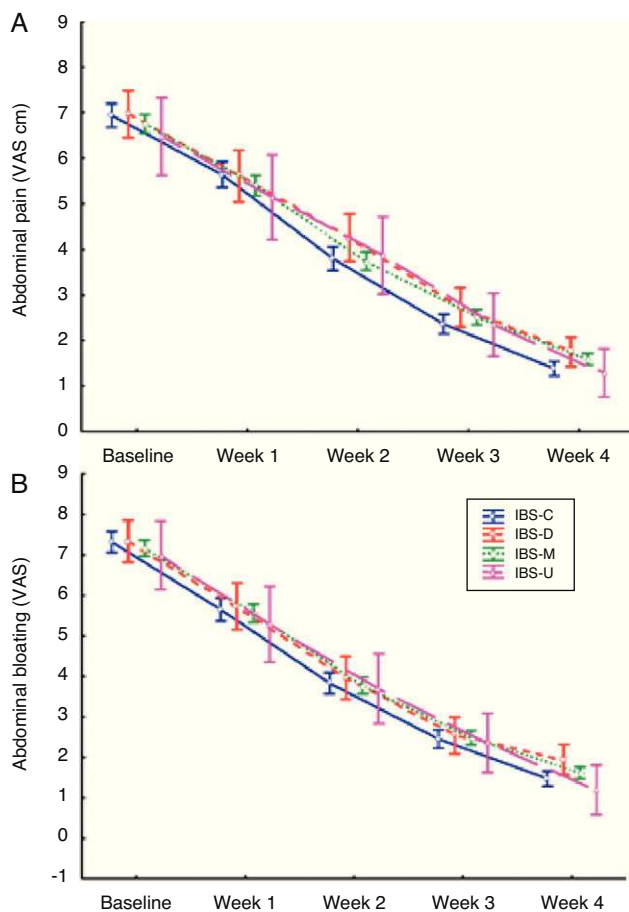 A
Abdominal pain (VAS cm)
9
8
7
6
5
4
3
2
1
0
Baseline Week 1 Week 2 Week 3 Week 4
B
Abdominal bloating (VAS)
9
8
7
6
5
4
3
2
1
0
-1
IBS-C
IBS-D
IBS-M
IBS-U
Baseline Week 1 Week 2 Week 3 Week 4